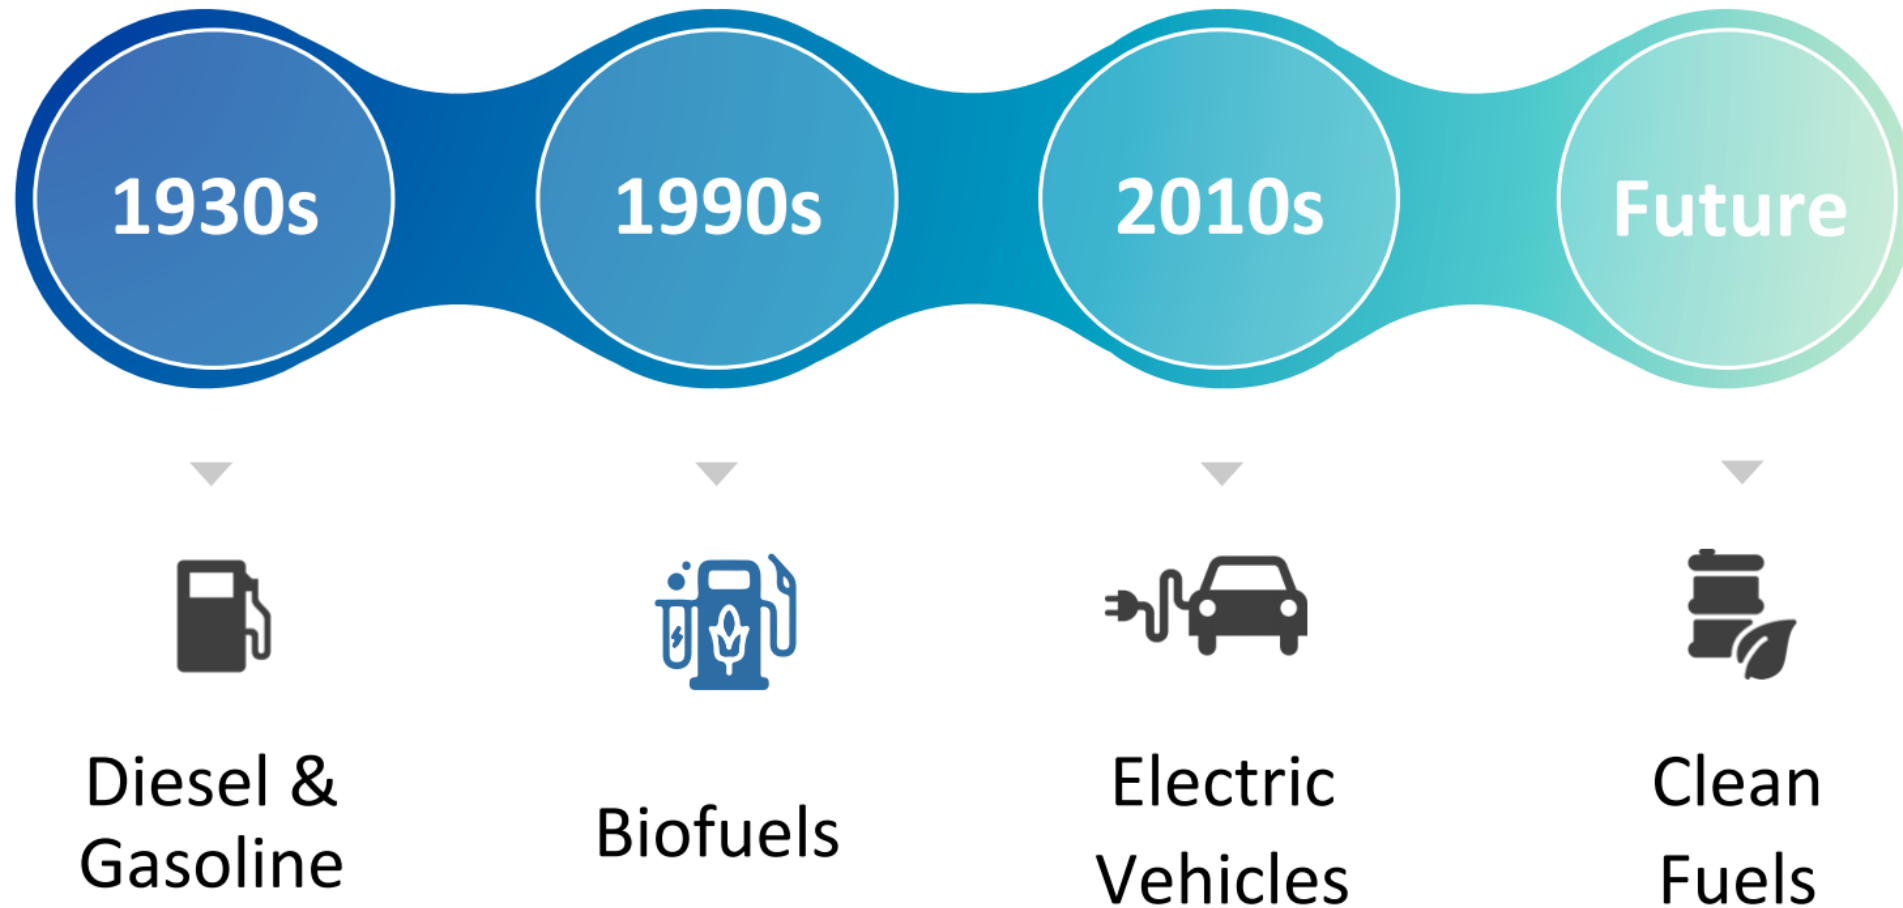 1930s
1990s
2010s
Future
Diesel &
Gasoline
Biofuels
Electric
Vehicles
Clean
Fuels